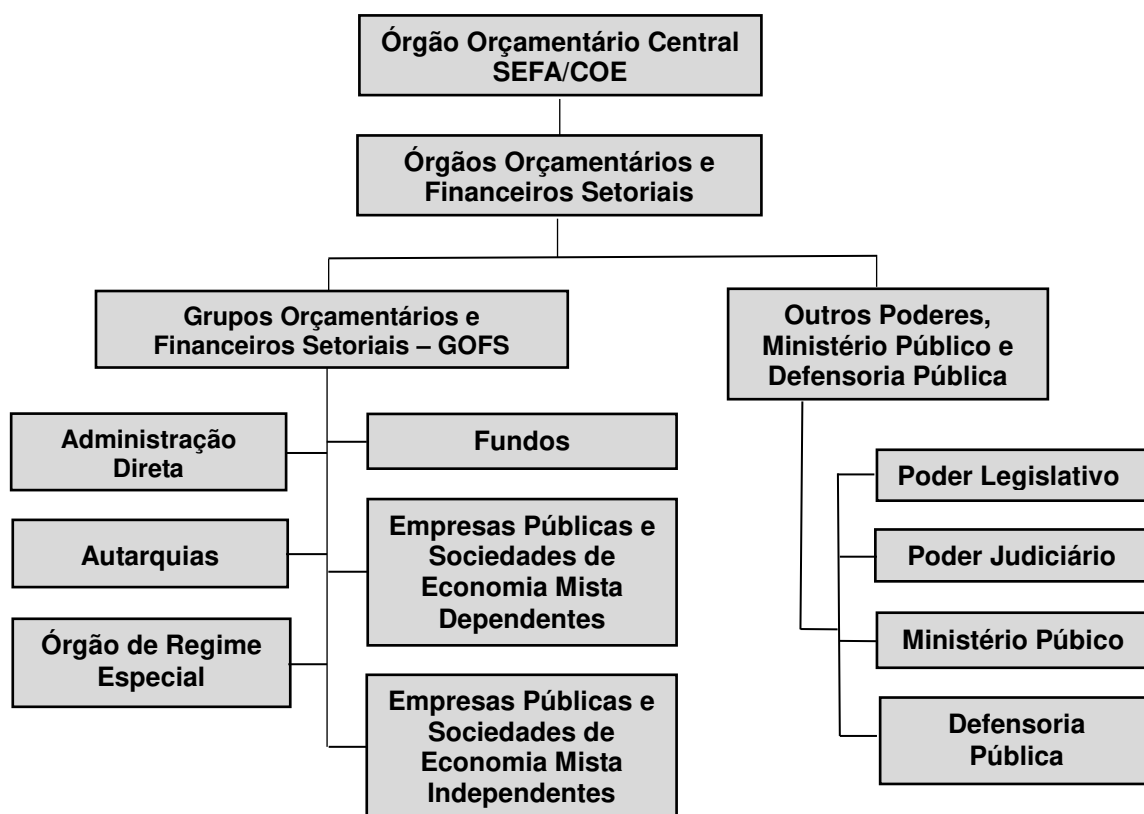 Órgão Orçamentário Central
SEFA/COE
Órgãos Orçamentários e
Financeiros Setoriais
Grupos Orçamentários e
Financeiros Setoriais – GOFS
Outros Poderes,
Ministério Público e
Defensoria Pública
Administração
Direta
Fundos
Autarquias
Empresas Públicas e
Sociedades de
Economia Mista
Dependentes
Órgão de Regime
Especial
Empresas Públicas e
Sociedades de
Economia Mista
Independentes
Poder Legislativo
Poder Judiciário
Ministério Púbico
Defensoria
Pública